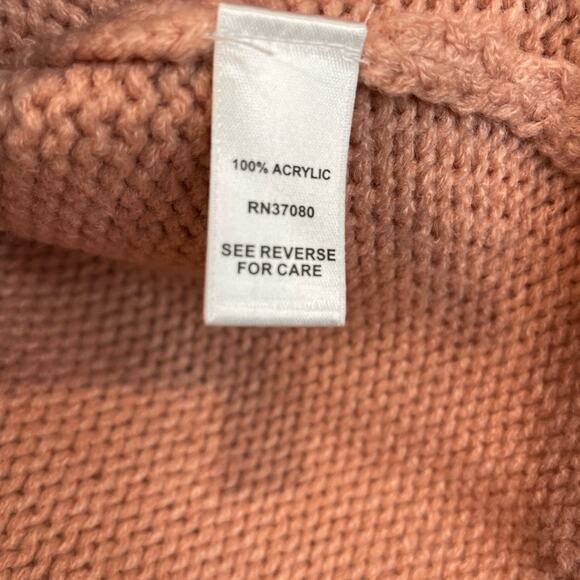 100% ACRYLIC
RN37080
SEE REVERSE
FOR CARE